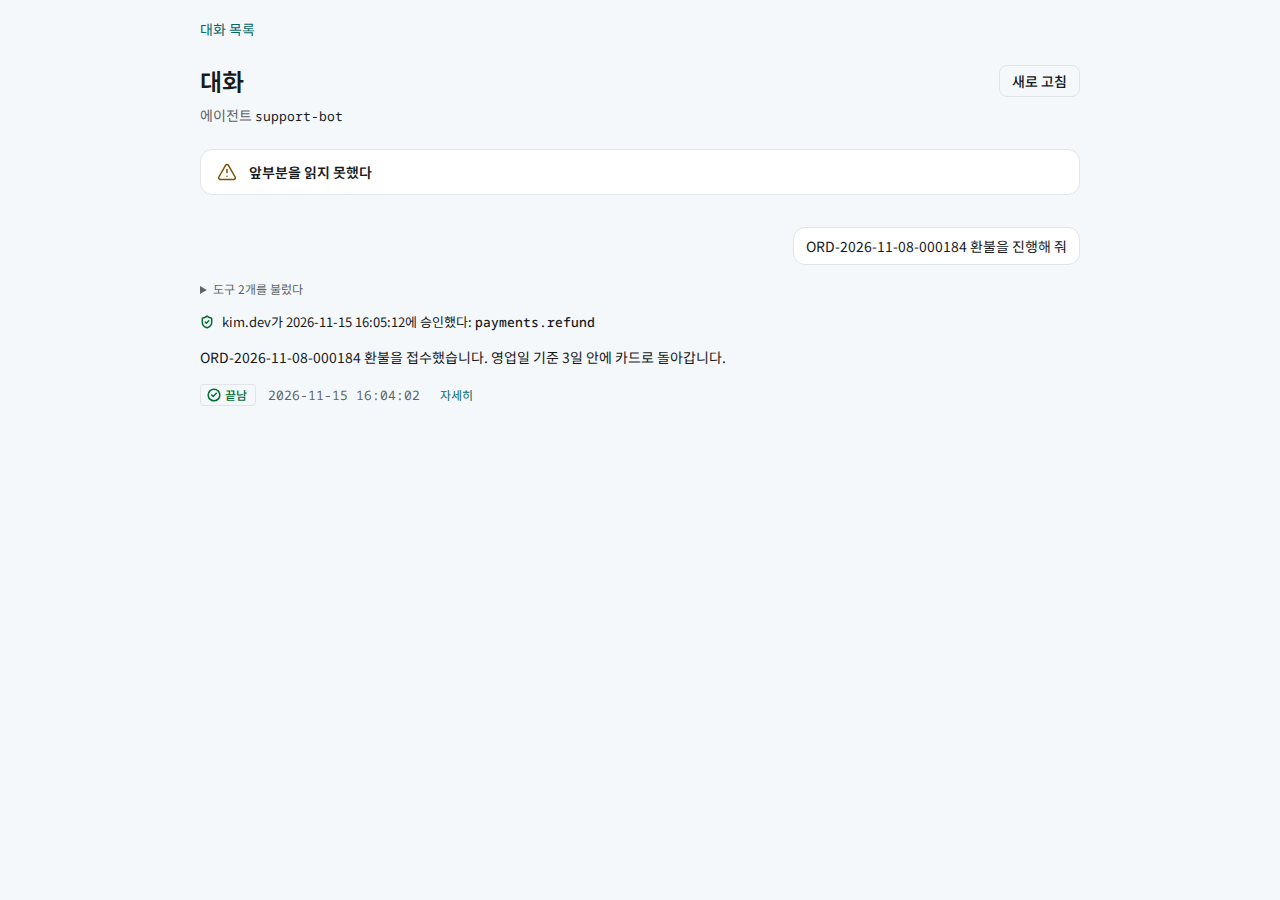 대화 목록
대화
새로 고침
에이전트 support-bot
앞부분을 읽지 못했다
ORD-2026-11-08-000184 환불을 진행해 줘
도구 2개를 불렀다
kim.dev가 2026-11-15 16:05:12에 승인했다: payments.refund
ORD-2026-11-08-000184 환불을 접수했습니다. 영업일 기준 3일 안에 카드로 돌아갑니다.
끝남 2026-11-15 16:04:02 자세히